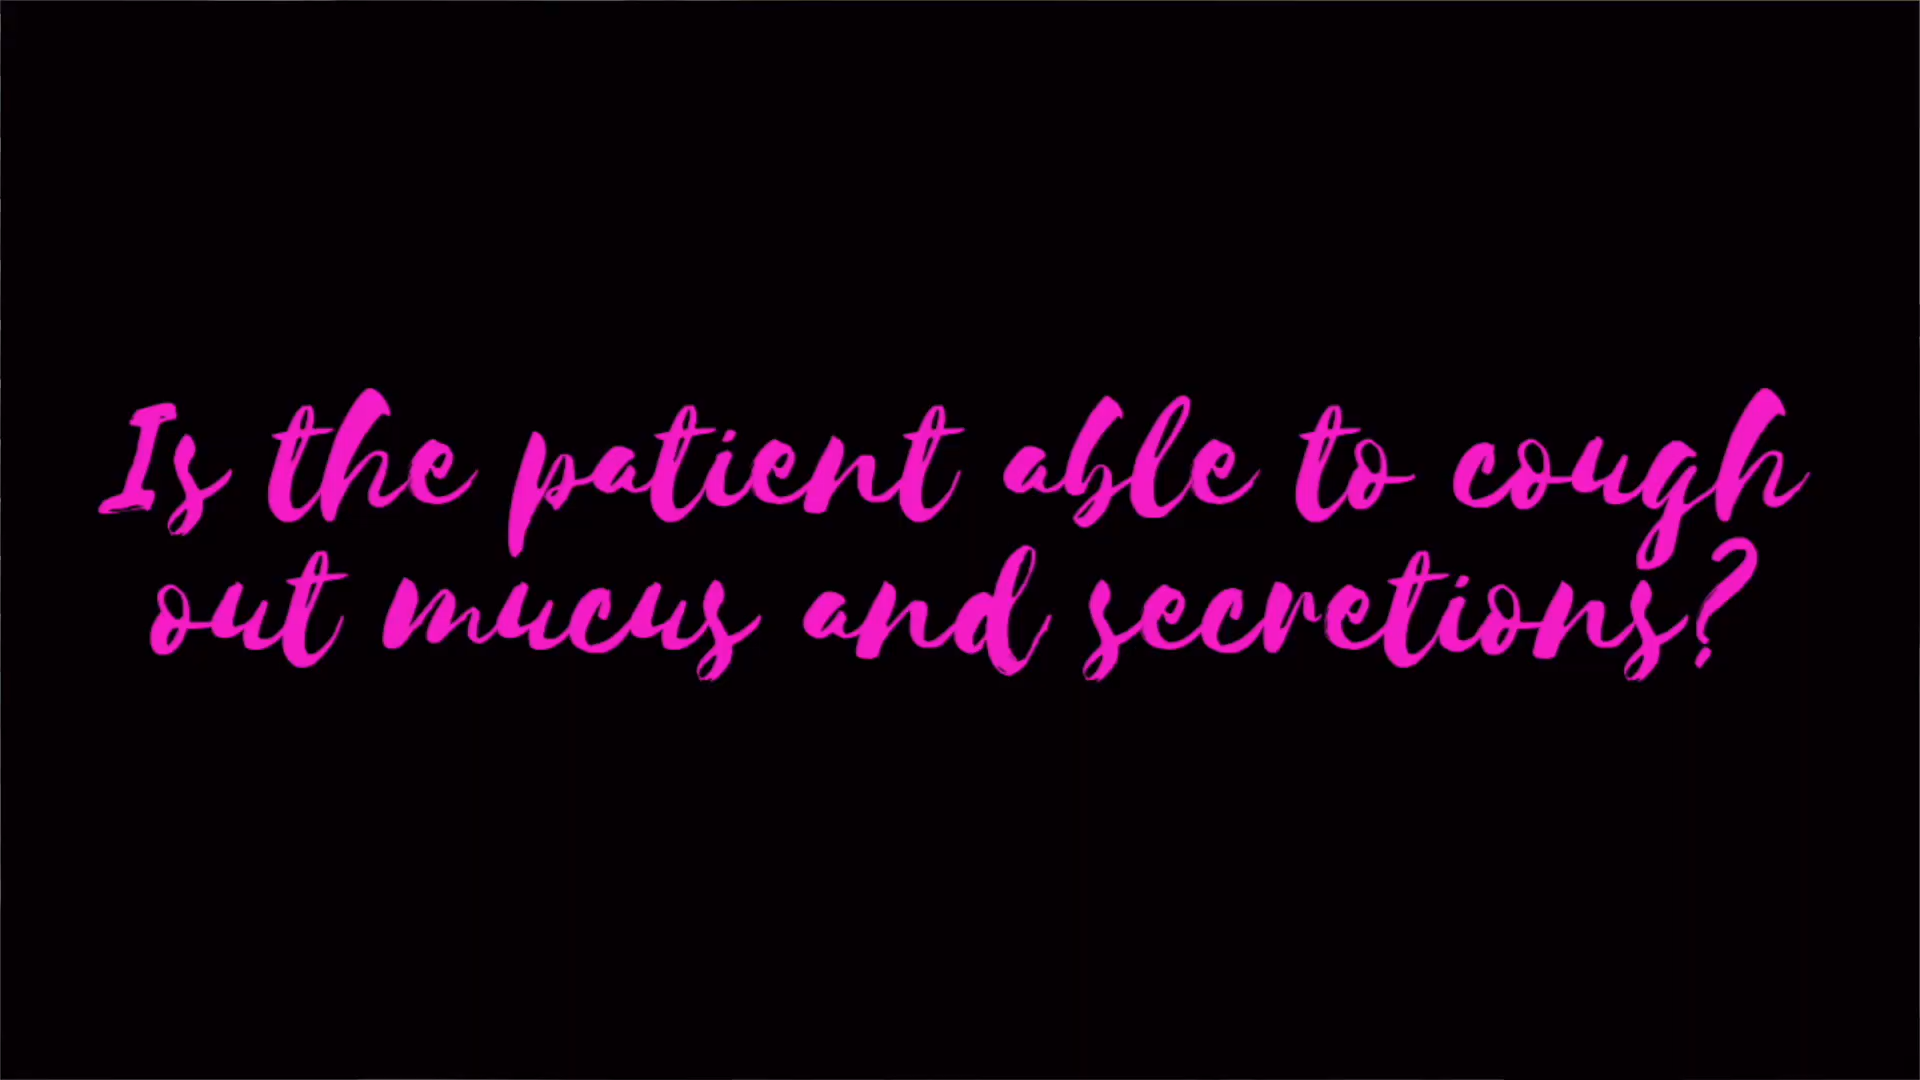 Is the patient able to cough
out mucus and secretions?